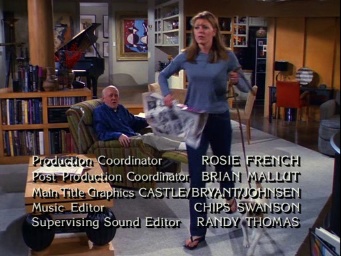 Production Coordinator ROSIE FRENCH
Post Production Coordinator BRIAN MALLUT
Main Title Graphics CASTLE/BRYANT/JOHNSEN
Music Editor CHIPS SWANSON
Supervising Sound Editor RANDY THOMAS